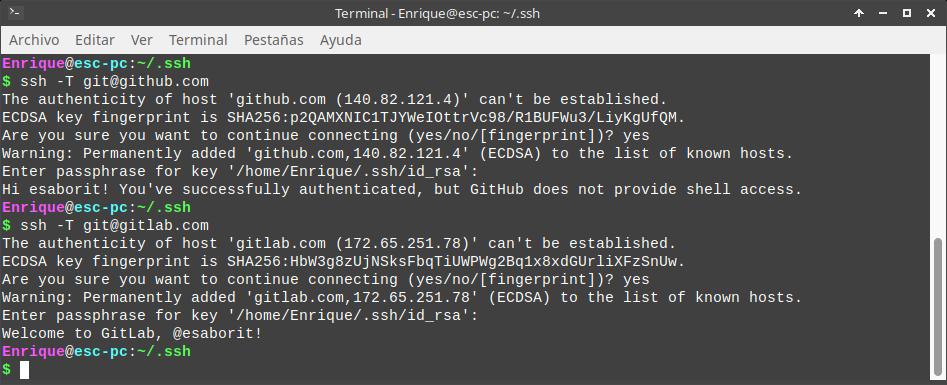 Terminal - Enrique@esc-pc: ~/.ssh
Archivo Editar Ver Terminal Pestañas Ayuda
Enrique@esc-pc:~/.ssh
$ ssh -T git@github.com
The authenticity of host 'github.com (140.82.121.4)' can't be established.
ECDSA key fingerprint is SHA256:p2QAMXNIC1TJYWeIOttrVc98/R1BUFWu3/LiyKgUfQM.
Are you sure you want to continue connecting (yes/no/[fingerprint])? yes
Warning: Permanently added 'github.com,140.82.121.4' (ECDSA) to the list of known hosts.
Enter passphrase for key '/home/Enrique/.ssh/id_rsa':
Hi esaborit! You've successfully authenticated, but GitHub does not provide shell access.
Enrique@esc-pc:~/.ssh
$ ssh -T git@gitlab.com
The authenticity of host 'gitlab.com (172.65.251.78)' can't be established.
ECDSA key fingerprint is SHA256:HbW3g8zUjNSksFbqTiUWPWg2Bq1x8xdGUrliXFzSnUw.
Are you sure you want to continue connecting (yes/no/[fingerprint])? yes
Warning: Permanently added 'gitlab.com,172.65.251.78' (ECDSA) to the list of known hosts.
Enter passphrase for key '/home/Enrique/.ssh/id_rsa':
Welcome to GitLab, @esaborit!
Enrique@esc-pc:~/.ssh
$